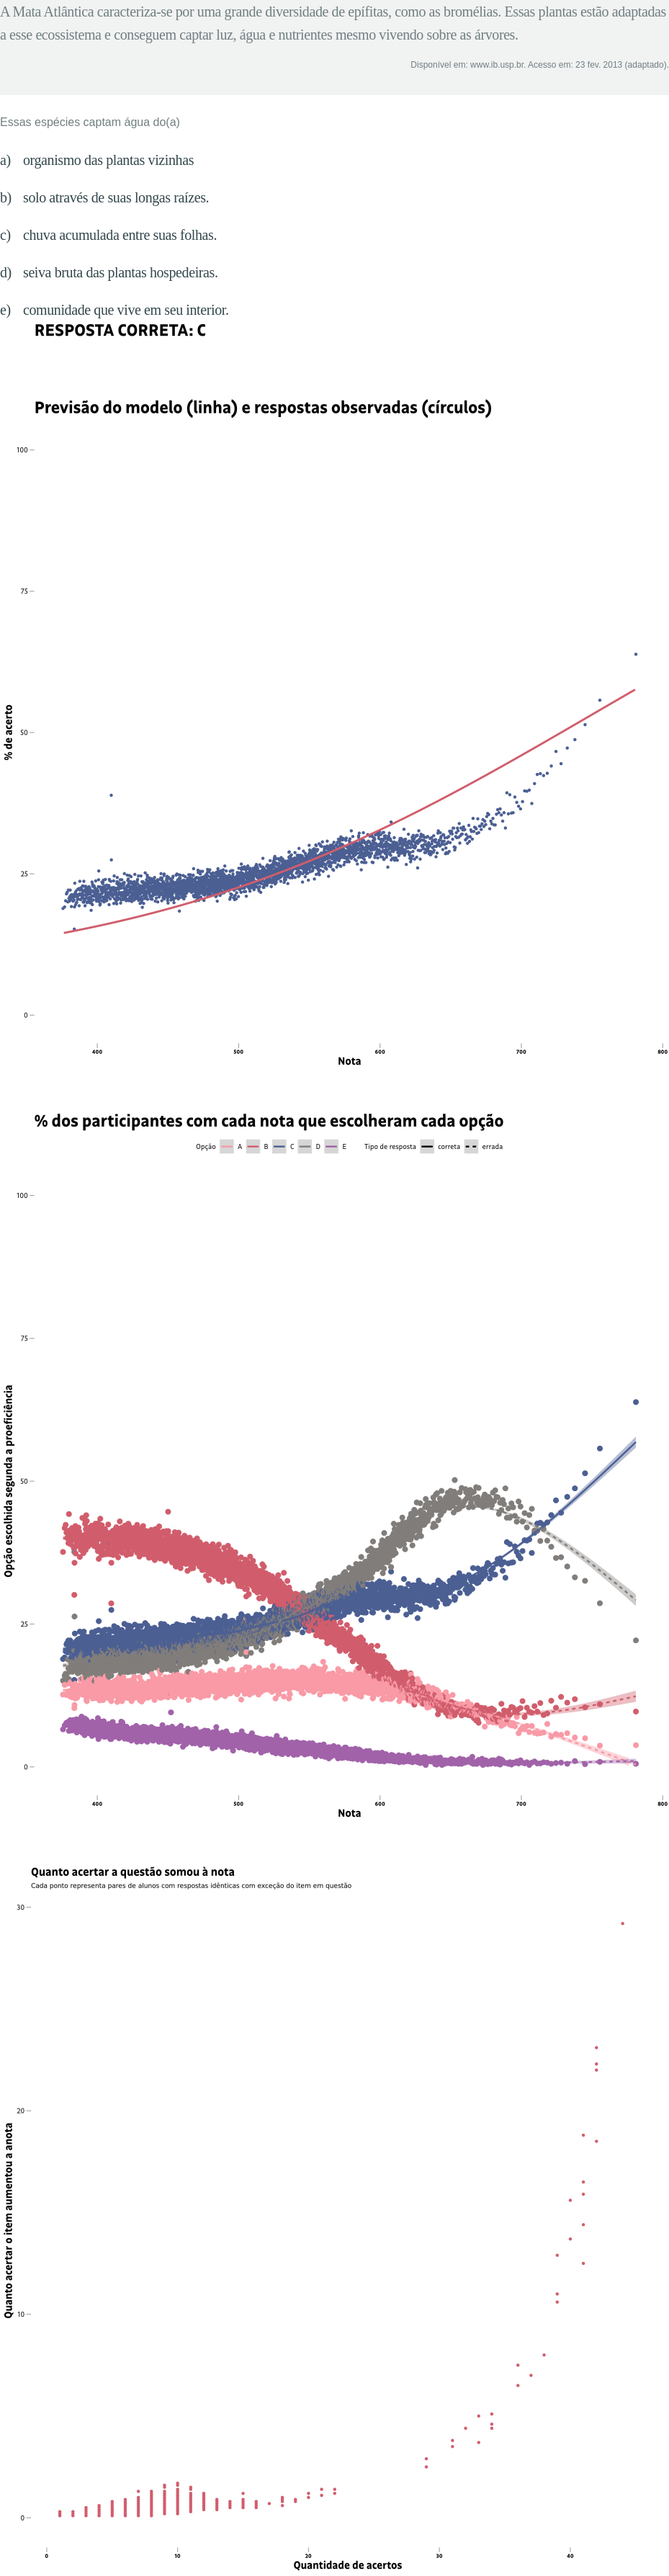 A Mata Atlântica caracteriza-se por uma grande diversidade de epífitas, como as bromélias. Essas plantas estão adaptadas
a esse ecossistema e conseguem captar luz, água e nutrientes mesmo vivendo sobre as árvores.
Disponível em: www.ib.usp.br. Acesso em: 23 fev. 2013 (adaptado).
Essas espécies captam água do(a)
a) organismo das plantas vizinhas
b) solo através de suas longas raízes.
c) chuva acumulada entre suas folhas.
d) seiva bruta das plantas hospedeiras.
e) comunidade que vive em seu interior.
RESPOSTA CORRETA: C
Previsão do modelo (linha) e respostas observadas (círculos)
100
75
50
25
0
% de acerto
400 500 600 700 800
Nota
% dos participantes com cada nota que escolheram cada opção
Opção A B C D E Tipo de resposta correta errada
100
75
50
25
0
Opção escolhida segunda a proeficiência
400 500 600 700 800
Nota
Quanto acertar a questão somou à nota
Cada ponto representa pares de alunos com respostas idênticas com exceção do item em questão
30
20
10
0
Quanto acertar o item aumentou a anota
0 10 20 30 40
Quantidade de acertos